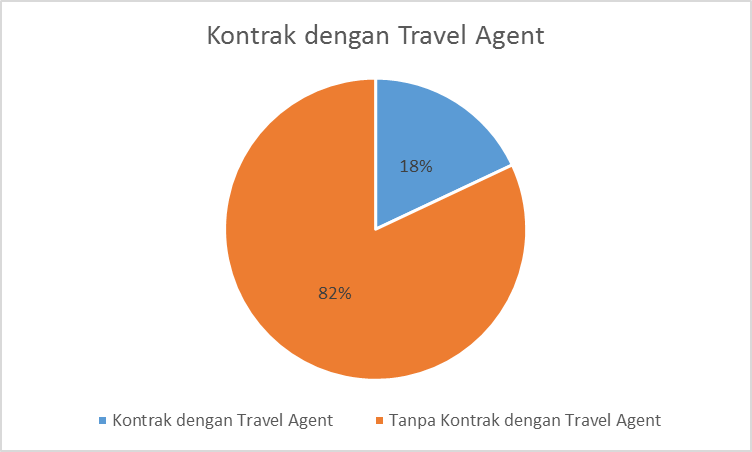 Kontrak dengan Travel Agent
18%
82%
Kontrak dengan Travel Agent
Tanpa Kontrak dengan Travel Agent